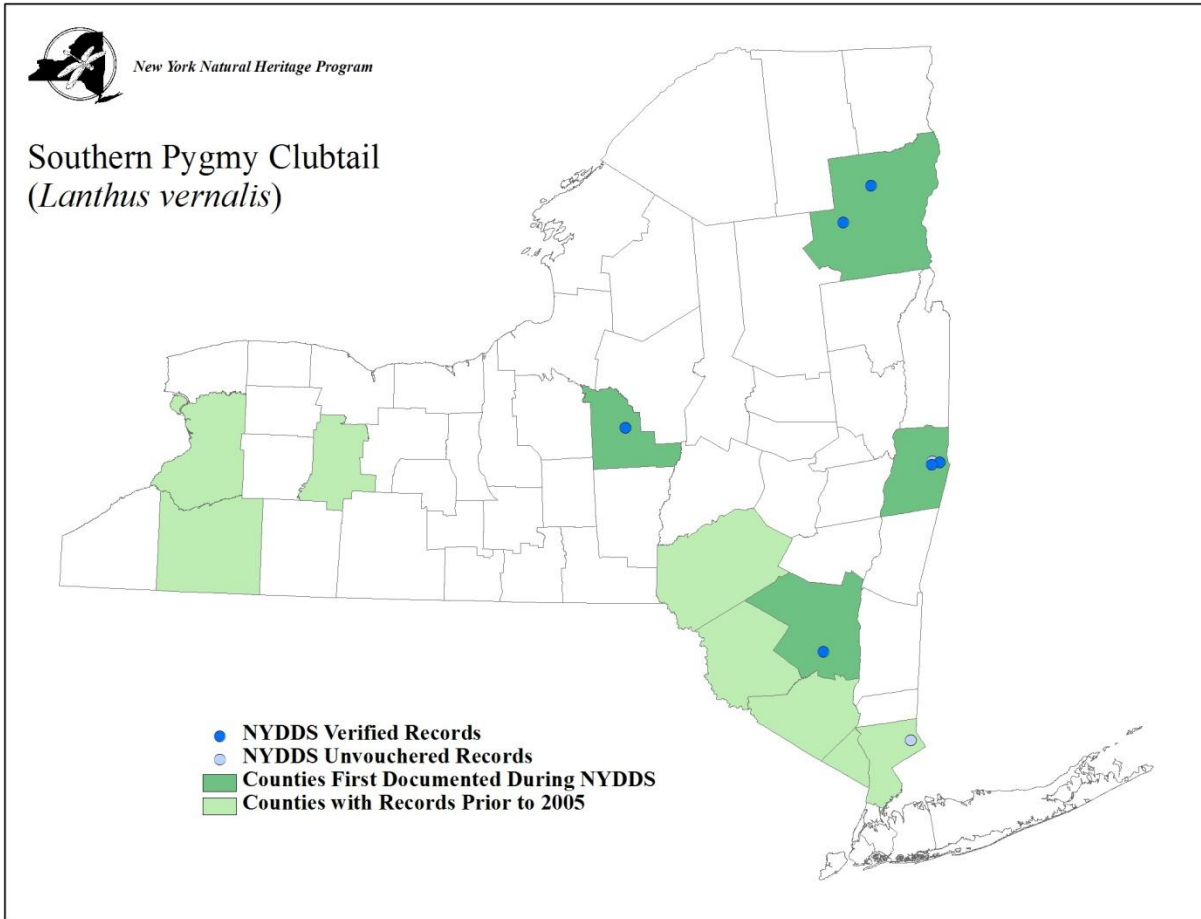 New York Natural Heritage Program
Southern Pygmy Clubtail
(Lanthus vernalis)
NYDDS Verified Records
NYDDS Unvouchered Records
Counties First Documented During NYDDS
Counties with Records Prior to 2005